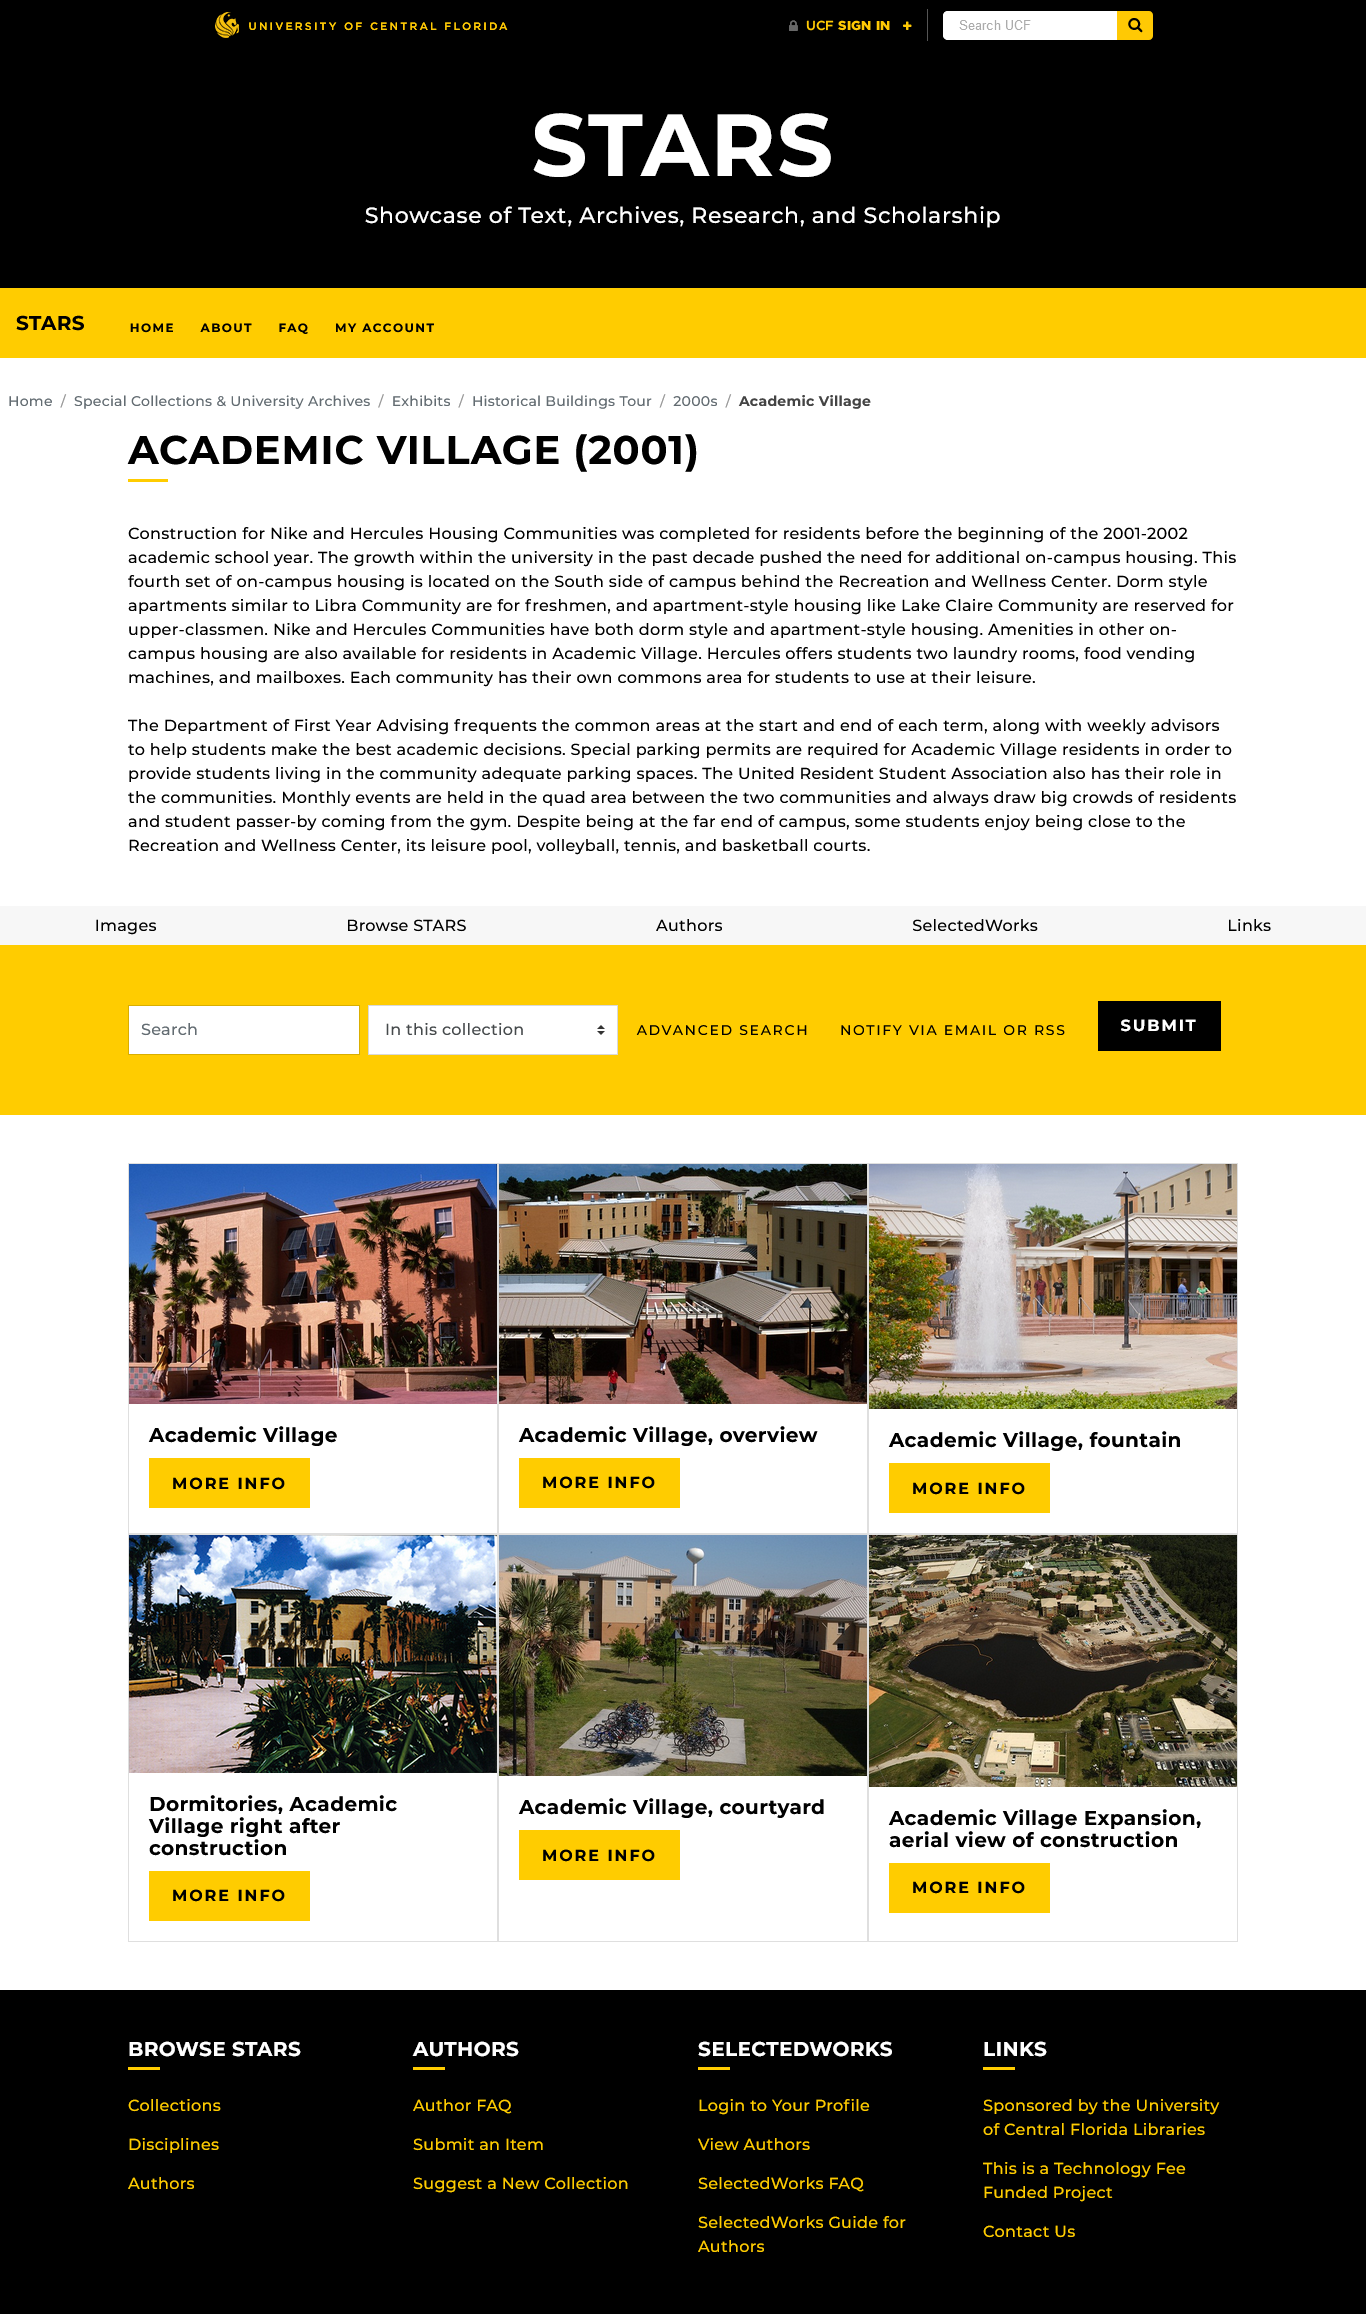 UNIVERSITY OF CENTRAL FLORIDA
UCF SIGN IN +
Search UCF
STARS
Showcase of Text, Archives, Research, and Scholarship
STARS
HOME ABOUT FAQ MY ACCOUNT
Home / Special Collections & University Archives / Exhibits / Historical Buildings Tour / 2000s / Academic Village
ACADEMIC VILLAGE (2001)
Construction for Nike and Hercules Housing Communities was completed for residents before the beginning of the 2001-2002
academic school year. The growth within the university in the past decade pushed the need for additional on-campus housing. This
fourth set of on-campus housing is located on the South side of campus behind the Recreation and Wellness Center. Dorm style
apartments similar to Libra Community are for freshmen, and apartment-style housing like Lake Claire Community are reserved for
upper-classmen. Nike and Hercules Communities have both dorm style and apartment-style housing. Amenities in other on-
campus housing are also available for residents in Academic Village. Hercules offers students two laundry rooms, food vending
machines, and mailboxes. Each community has their own commons area for students to use at their leisure.
The Department of First Year Advising frequents the common areas at the start and end of each term, along with weekly advisors
to help students make the best academic decisions. Special parking permits are required for Academic Village residents in order to
provide students living in the community adequate parking spaces. The United Resident Student Association also has their role in
the communities. Monthly events are held in the quad area between the two communities and always draw big crowds of residents
and student passer-by coming from the gym. Despite being at the far end of campus, some students enjoy being close to the
Recreation and Wellness Center, its leisure pool, volleyball, tennis, and basketball courts.
Images Browse STARS Authors SelectedWorks Links
Search
In this collection
ADVANCED SEARCH
NOTIFY VIA EMAIL OR RSS
SUBMIT
Academic Village
MORE INFO
Academic Village, overview
MORE INFO
Academic Village, fountain
MORE INFO
Dormitories, Academic
Village right after
construction
MORE INFO
Academic Village, courtyard
MORE INFO
Academic Village Expansion,
aerial view of construction
MORE INFO
BROWSE STARS
Collections
Disciplines
Authors
AUTHORS
Author FAQ
Submit an Item
Suggest a New Collection
SELECTEDWORKS
Login to Your Profile
View Authors
SelectedWorks FAQ
SelectedWorks Guide for
Authors
LINKS
Sponsored by the University
of Central Florida Libraries
This is a Technology Fee
Funded Project
Contact Us